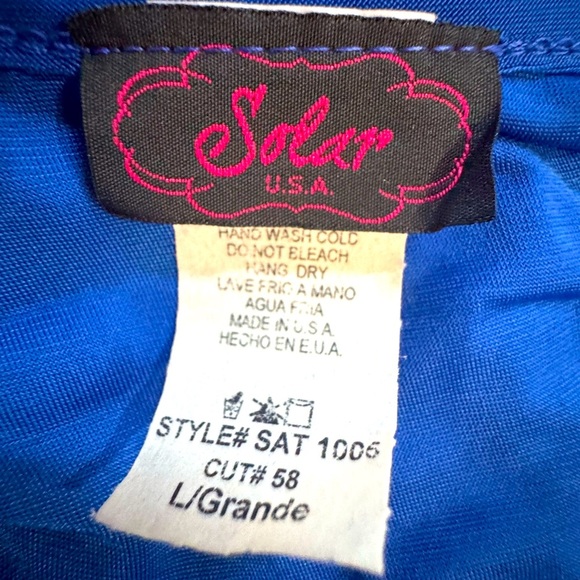 Solar
U.S.A.
HAND WASH COLD
DO NOT BLEACH
HANG DRY
LAVE FRIG A MANO
AGUA FRIA
MADE IN U.S.A.
HECHO EN E.U.A.
STYLE# SAT 1006
CUT# 58
L/Grande